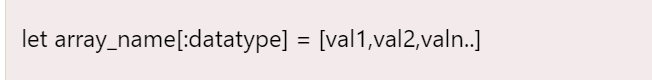 let array_name[:datatype] = [val1,val2,valn..]